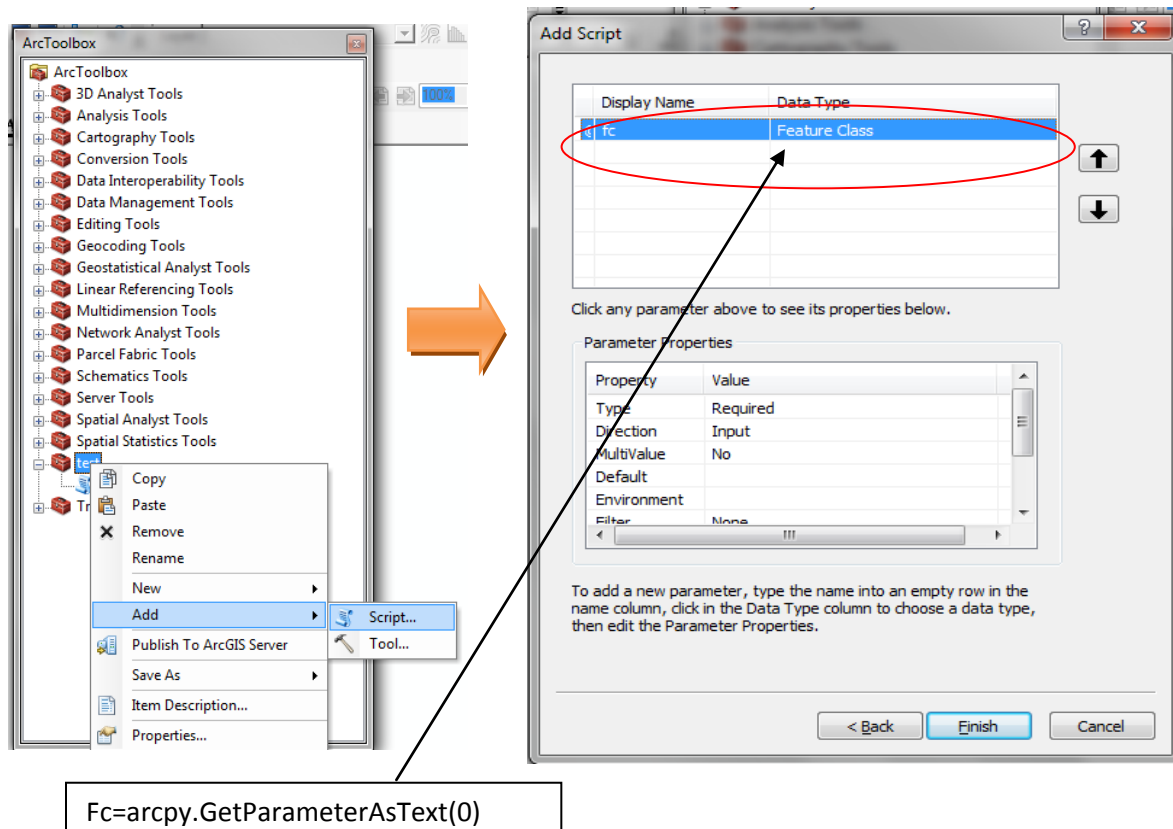 ArcToolbox
ArcToolbox
3D Analyst Tools
Analysis Tools
Cartography Tools
Conversion Tools
Data Interoperability Tools
Data Management Tools
Editing Tools
Geocoding Tools
Geostatistical Analyst Tools
Linear Referencing Tools
Multidimension Tools
Network Analyst Tools
Parcel Fabric Tools
Schematics Tools
Server Tools
Spatial Analyst Tools
Spatial Statistics Tools
test
Tr
Copy
Paste
Remove
Rename
New
Add
Publish To ArcGIS Server
Save As
Item Description...
Properties...
Script...
Tool...
100%
Add Script
Display Name Data Type
fc Feature Class
Click any parameter above to see its properties below.
Parameter Properties
Property Value
Type Required
Direction Input
MultiValue No
Default
Environment
Filter None
To add a new parameter, type the name into an empty row in the
name column, click in the Data Type column to choose a data type,
then edit the Parameter Properties.
< Back Finish Cancel
Fc=arcpy.GetParameterAsText(0)